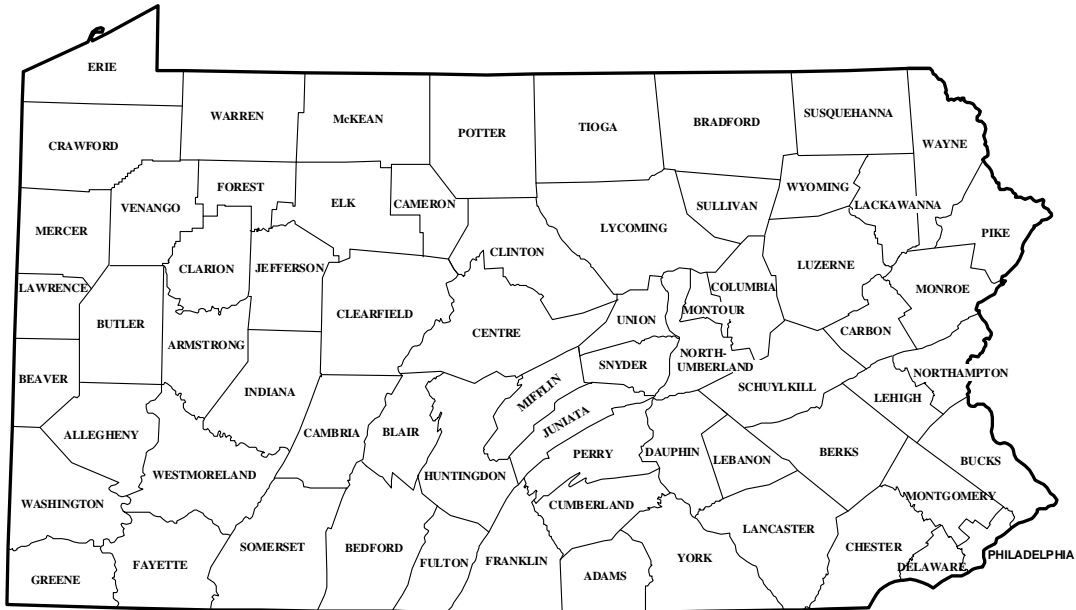 ERIE
WARREN
McKEAN
POTTER
TIOGA
BRADFORD
SUSQUEHANNA
WAYNE
CRAWFORD
FOREST
ELK
CAMERON
WYOMING
LACKAWANNA
VENANGO
SULLIVAN
MERCER
LYCOMING
PIKE
CLINTON
CLARION
JEFFERSON
LUZERNE
LAWRENCE
COLUMBIA
MONROE
CLEARFIELD
MONTOUR
BUTLER
UNION
CENTRE
CARBON
ARMSTRONG
NORTH-
UMBERLAND
SNYDER
NORTHAMPTON
BEAVER
MIFFLIN
SCHUYLKILL
INDIANA
LEHIGH
JUNIATA
ALLEGHENY
CAMBRIA
BLAIR
PERRY
DAUPHIN
LEBANON
BERKS
BUCKS
WESTMORELAND
HUNTINGDON
MONTGOMERY
WASHINGTON
CUMBERLAND
LANCASTER
SOMERSET
BEDFORD
CHESTER
PHILADELPHIA
FAYETTE
FULTON
FRANKLIN
YORK
DELAWARE
GREENE
ADAMS